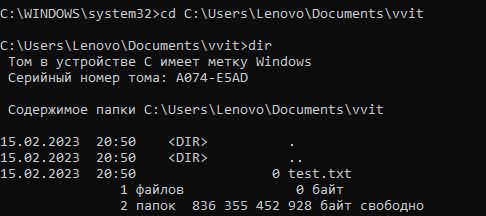 C:\WINDOWS\system32>cd C:\Users\Lenovo\Documents\vvit
C:\Users\Lenovo\Documents\vvit>dir
Том в устройстве C имеет метку Windows
Серийный номер тома: A074-E5AD
Содержимое папки C:\Users\Lenovo\Documents\vvit
15.02.2023  20:50    <DIR>          .
15.02.2023  20:50    <DIR>          ..
15.02.2023  20:50                 0 test.txt
1 файлов              0 байт
2 папок  836 355 452 928 байт свободно